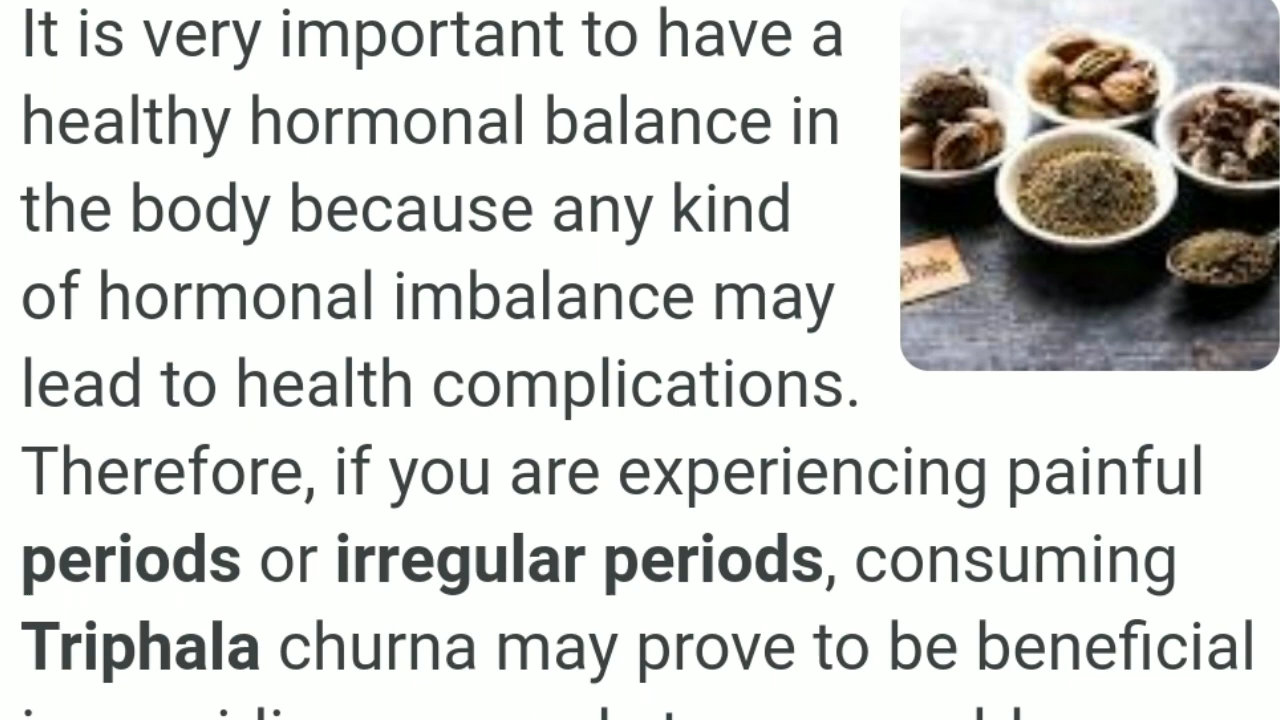 It is very important to have a
healthy hormonal balance in
the body because any kind
of hormonal imbalance may
lead to health complications.
Therefore, if you are experiencing painful
periods or irregular periods, consuming
Triphala churna may prove to be beneficial